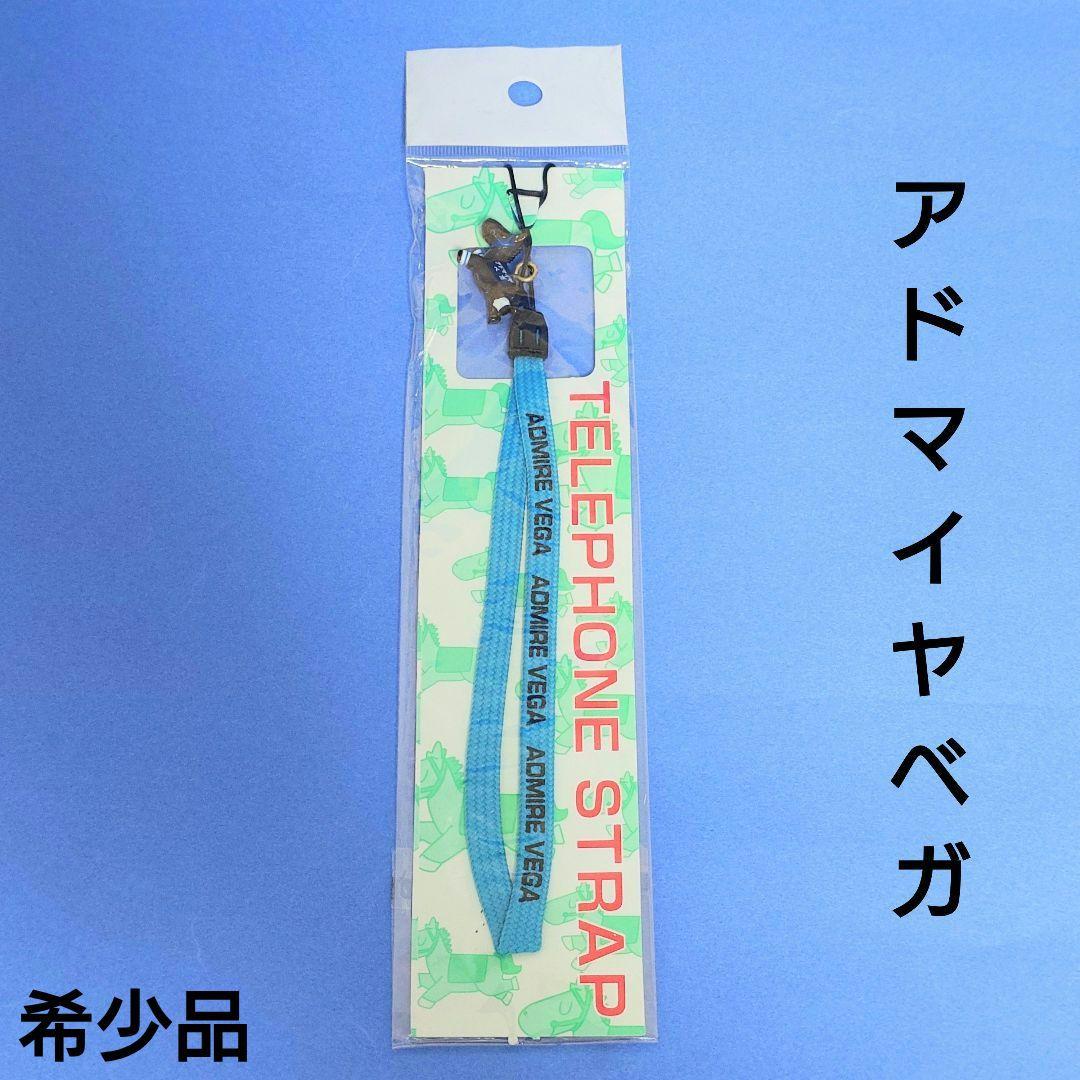 アドマイヤベガ
TELEPHONE STRAP
ADMIRE VEGA ADMIRE VEGA ADMIRE VEGA
希少品